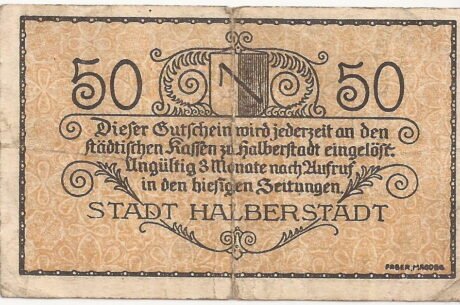 50 50
Dieser Gutschein wird jederzeit an den
städtischen Kassen zu Halberstadt eingelöst.
Ungültig 3 Monate nach Aufruf
in den hiesigen Zeitungen.
STADT HALBERSTADT
FABER, MAGDBG.